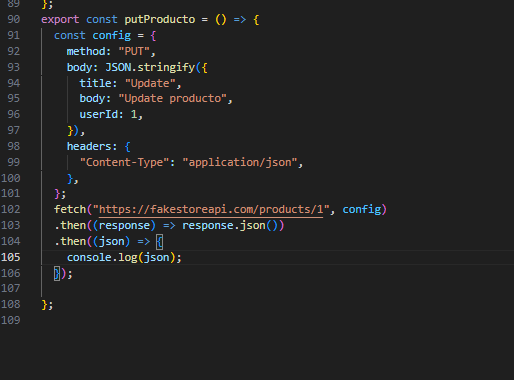 89 };
90 export const putProducto = () => {
91   const config = {
92     method: "PUT",
93     body: JSON.stringify({
94       title: "Update",
95       body: "Update producto",
96       userId: 1,
97     }),
98     headers: {
99       "Content-Type": "application/json",
100     },
101   };
102   fetch("https://fakestoreapi.com/products/1", config)
103   .then((response) => response.json())
104   .then((json) => {
105     console.log(json);
106   });
107
108 };
109